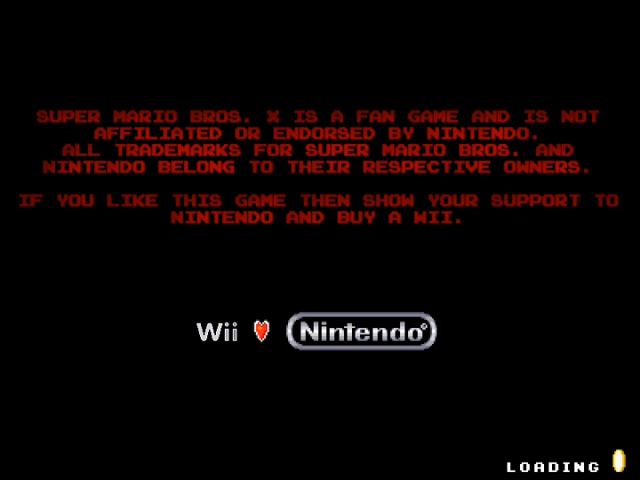 SUPER MARIO BROS. X IS A FAN GAME AND IS NOT
AFFILIATED OR ENDORSED BY NINTENDO.
ALL TRADEMARKS FOR SUPER MARIO BROS. AND
NINTENDO BELONG TO THEIR RESPECTIVE OWNERS.
IF YOU LIKE THIS GAME THEN SHOW YOUR SUPPORT TO
NINTENDO AND BUY A WII.
Wii Nintendo®
LOADING